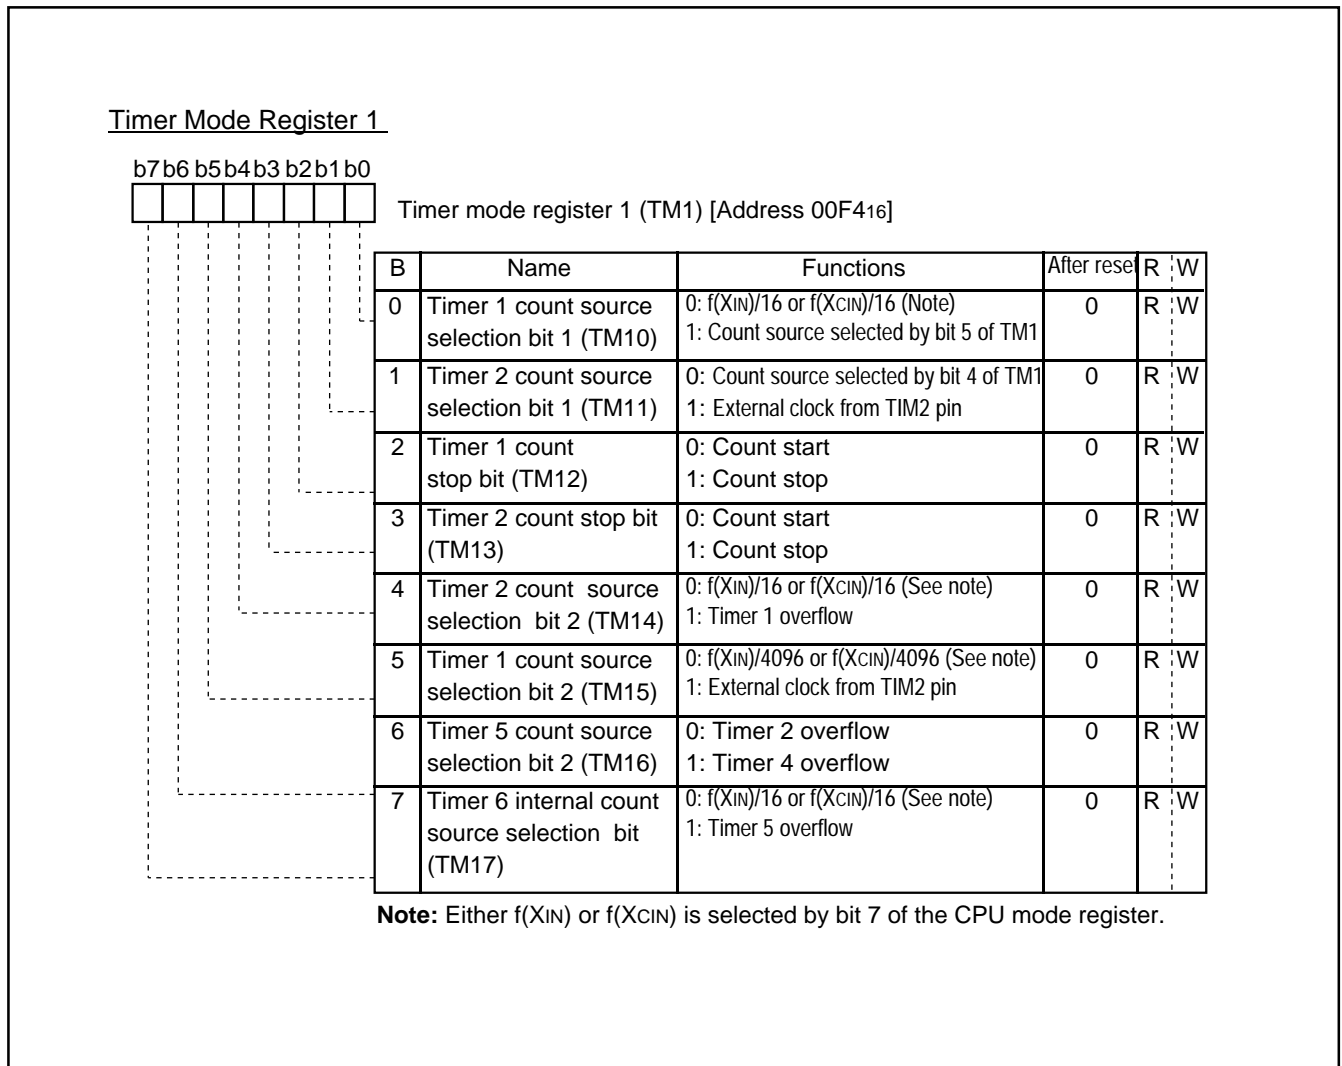 Timer Mode Register 1
b7 b6 b5 b4 b3 b2 b1 b0
Timer mode register 1 (TM1) [Address 00F416]
B Name Functions After reset R W
0 Timer 1 count source selection bit 1 (TM10) 0: f(XIN)/16 or f(XCIN)/16 (Note) 0 R W
1: Count source selected by bit 5 of TM1
1 Timer 2 count source selection bit 1 (TM11) 0: Count source selected by bit 4 of TM1 0 R W
1: External clock from TIM2 pin
2 Timer 1 count stop bit (TM12) 0: Count start 0 R W
1: Count stop
3 Timer 2 count stop bit (TM13) 0: Count start 0 R W
1: Count stop
4 Timer 2 count source selection bit 2 (TM14) 0: f(XIN)/16 or f(XCIN)/16 (See note) 0 R W
1: Timer 1 overflow
5 Timer 1 count source selection bit 2 (TM15) 0: f(XIN)/4096 or f(XCIN)/4096 (See note) 0 R W
1: External clock from TIM2 pin
6 Timer 5 count source selection bit 2 (TM16) 0: Timer 2 overflow 0 R W
1: Timer 4 overflow
7 Timer 6 internal count source selection bit (TM17) 0: f(XIN)/16 or f(XCIN)/16 (See note) 0 R W
1: Timer 5 overflow
Note: Either f(XIN) or f(XCIN) is selected by bit 7 of the CPU mode register.